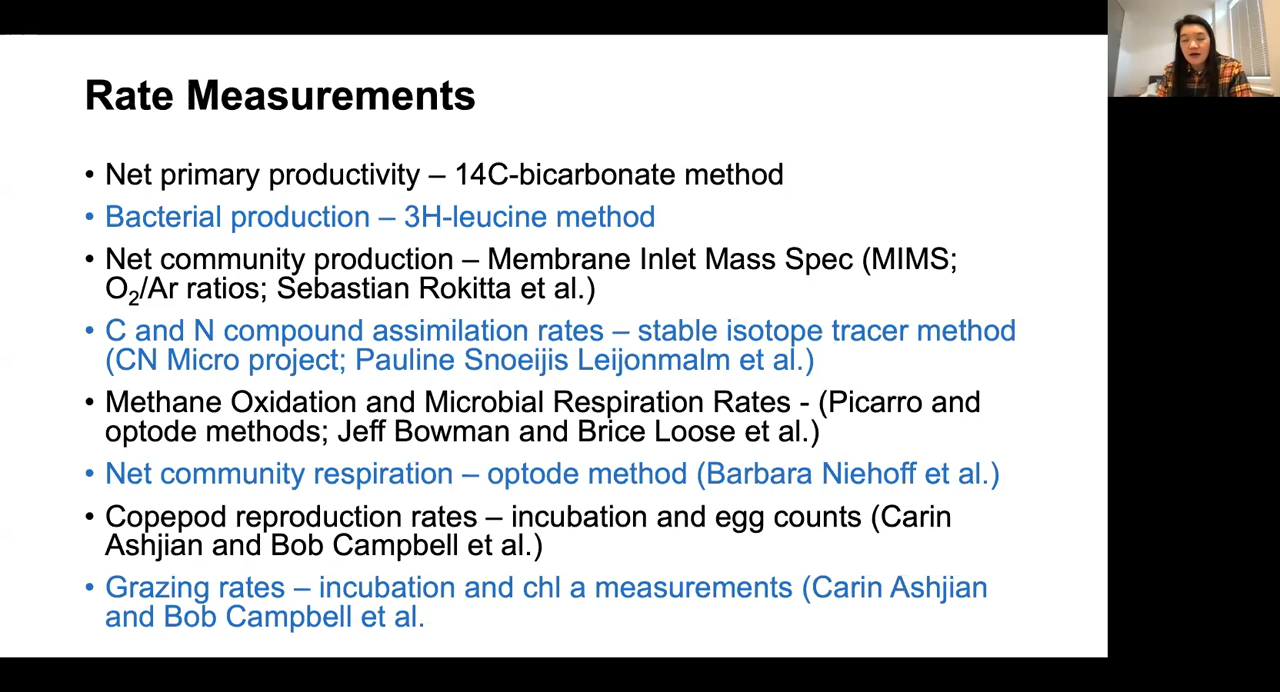 Rate Measurements
• Net primary productivity – 14C-bicarbonate method
• Bacterial production – 3H-leucine method
• Net community production – Membrane Inlet Mass Spec (MIMS;
O₂/Ar ratios; Sebastian Rokitta et al.)
• C and N compound assimilation rates – stable isotope tracer method
(CN Micro project; Pauline Snoeijis Leijonmalm et al.)
• Methane Oxidation and Microbial Respiration Rates - (Picarro and
optode methods; Jeff Bowman and Brice Loose et al.)
• Net community respiration – optode method (Barbara Niehoff et al.)
• Copepod reproduction rates – incubation and egg counts (Carin
Ashjian and Bob Campbell et al.)
• Grazing rates – incubation and chl a measurements (Carin Ashjian
and Bob Campbell et al.